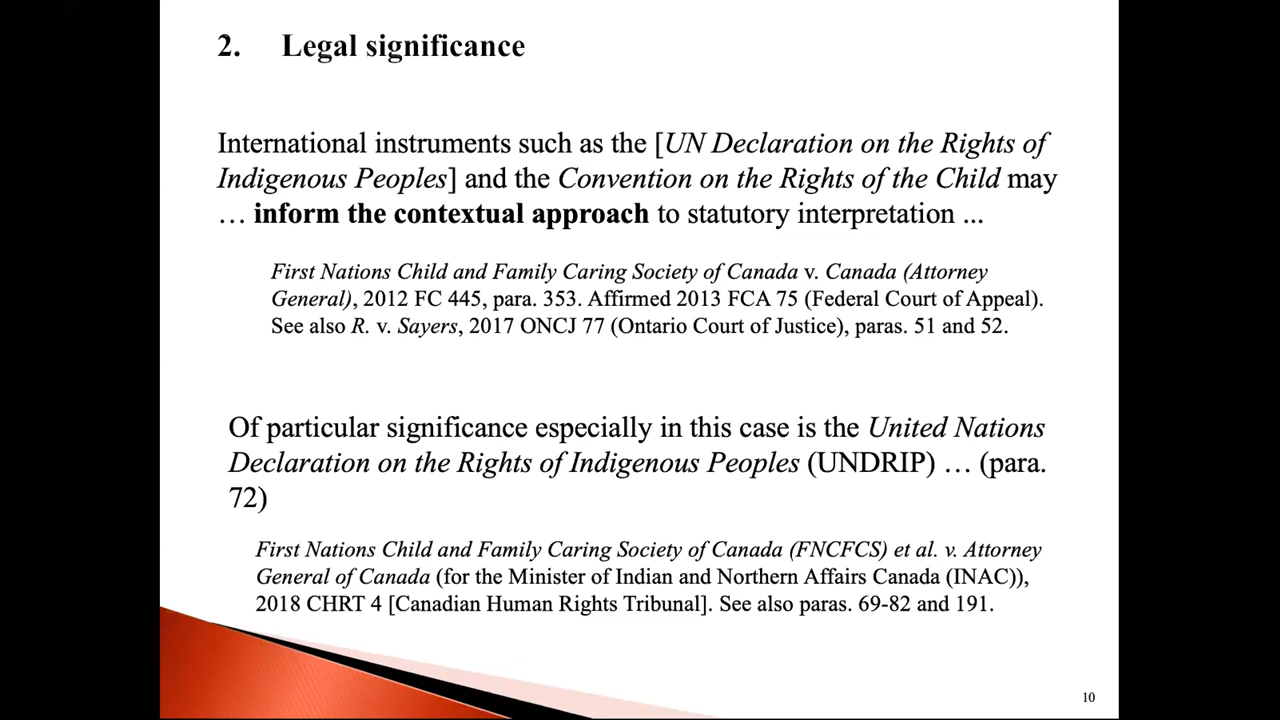 2. Legal significance
International instruments such as the [UN Declaration on the Rights of
Indigenous Peoples] and the Convention on the Rights of the Child may
… inform the contextual approach to statutory interpretation ...
First Nations Child and Family Caring Society of Canada v. Canada (Attorney
General), 2012 FC 445, para. 353. Affirmed 2013 FCA 75 (Federal Court of Appeal).
See also R. v. Sayers, 2017 ONCJ 77 (Ontario Court of Justice), paras. 51 and 52.
Of particular significance especially in this case is the United Nations
Declaration on the Rights of Indigenous Peoples (UNDRIP) … (para.
72)
First Nations Child and Family Caring Society of Canada (FNCFCS) et al. v. Attorney
General of Canada (for the Minister of Indian and Northern Affairs Canada (INAC)),
2018 CHRT 4 [Canadian Human Rights Tribunal]. See also paras. 69-82 and 191.
10